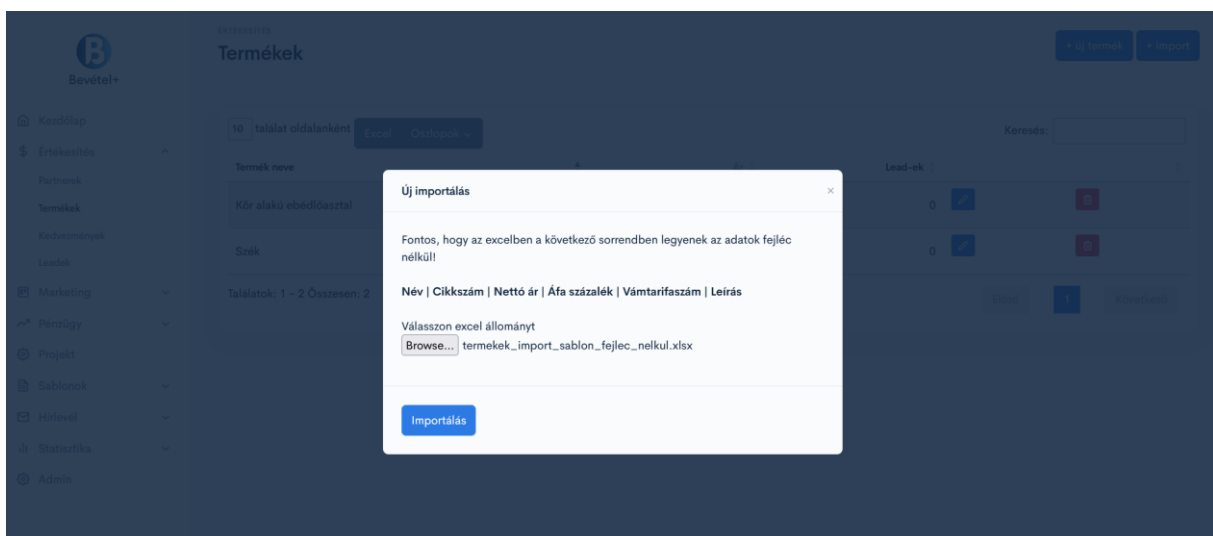 ÉRTÉKESÍTÉS
Termékek
+ új termék
+ import
Bevétel+
Kezdőlap
Értékesítés
Partnerek
Termékek
Kedvezmények
Leadek
Marketing
Pénzügy
Projekt
Sablonok
Hírlevél
Statisztika
Admin
10 találat oldalanként
Excel
Oszlopok
Keresés:
Termék neve
Ár
Lead-ek
Kör alakú ebédlőasztal
0
Szék
0
Találatok: 1 - 2 Összesen: 2
Előző
1
Következő
Új importálás
×
Fontos, hogy az excelben a következő sorrendben legyenek az adatok fejléc
nélkül!
Név | Cikkszám | Nettó ár | Áfa százalék | Vámtarifaszám | Leírás
Válasszon excel állományt
Browse... termekek_import_sablon_fejlec_nelkul.xlsx
Importálás